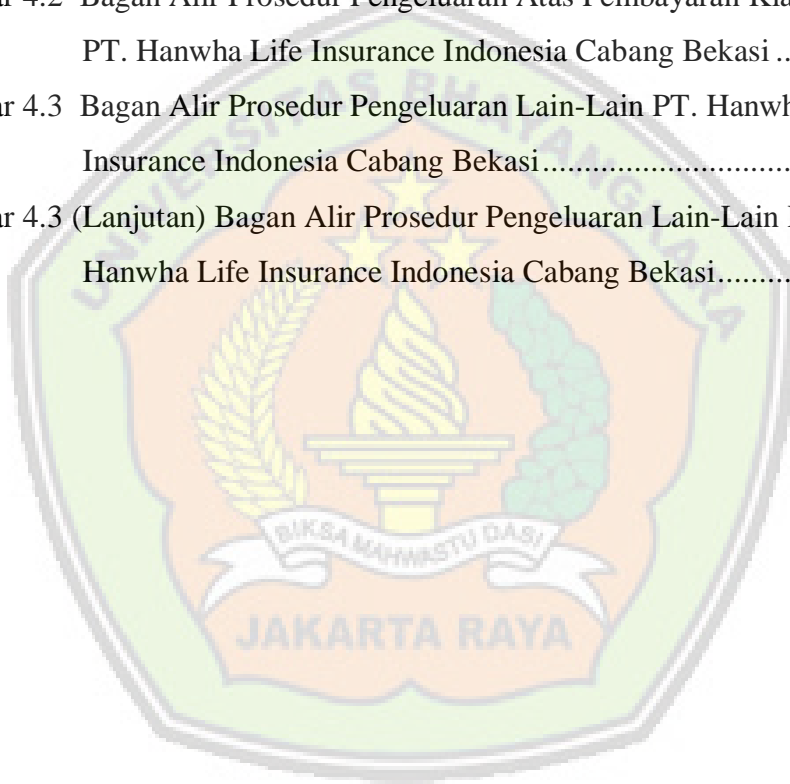 4.2 Bagan Alir Prosedur Pengeluaran Atas Pembayaran
PT. Hanwha Life Insurance Indonesia Cabang Bekasi ..
4.3 Bagan Alir Prosedur Pengeluaran Lain-Lain PT.
Insurance Indonesia Cabang Bekasi..............................
4.3 (Lanjutan) Bagan Alir Prosedur Pengeluaran Lain-Lain
Hanwha Life Insurance Indonesia Cabang Bekasi.........
UNIVERSITAS BHAYANGKARA
BIKSA MAHWASTU DASI
JAKARTA RAYA